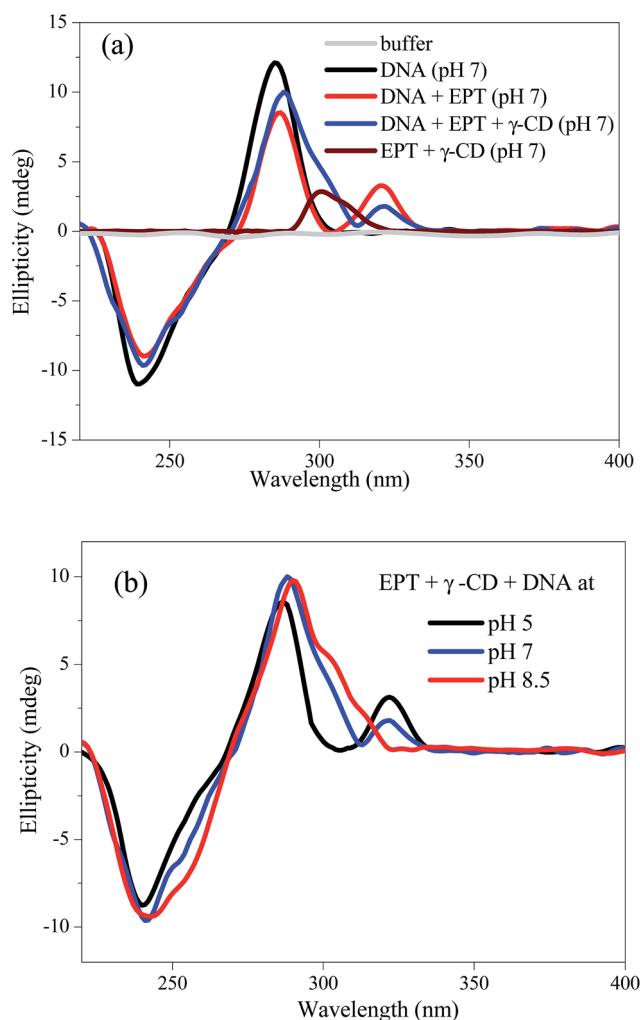 (a)
buffer
DNA (pH 7)
DNA + EPT (pH 7)
DNA + EPT + γ-CD (pH 7)
EPT + γ-CD (pH 7)
Ellipticity (mdeg)
15
10
5
0
-5
-10
-15
250
300
350
400
Wavelength (nm)
(b)
EPT + γ -CD + DNA at
pH 5
pH 7
pH 8.5
Ellipticity (mdeg)
10
5
0
-5
-10
250
300
350
400
Wavelength (nm)